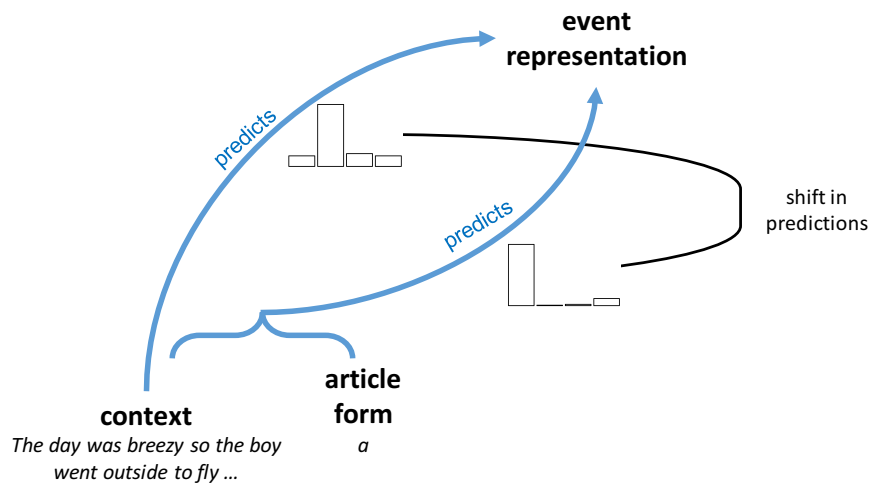 event
representation
predicts
predicts
shift in
predictions
article
form
a
context
The day was breezy so the boy
went outside to fly ...